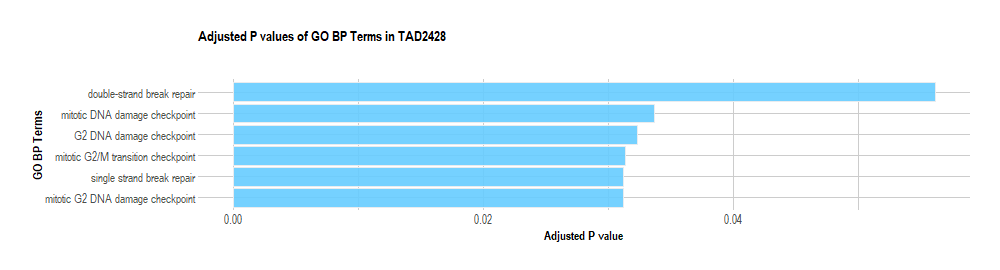 Adjusted P values of GO BP Terms in TAD2428
GO BP Terms
double-strand break repair
mitotic DNA damage checkpoint
G2 DNA damage checkpoint
mitotic G2/M transition checkpoint
single strand break repair
mitotic G2 DNA damage checkpoint
0.00 0.02 0.04
Adjusted P value